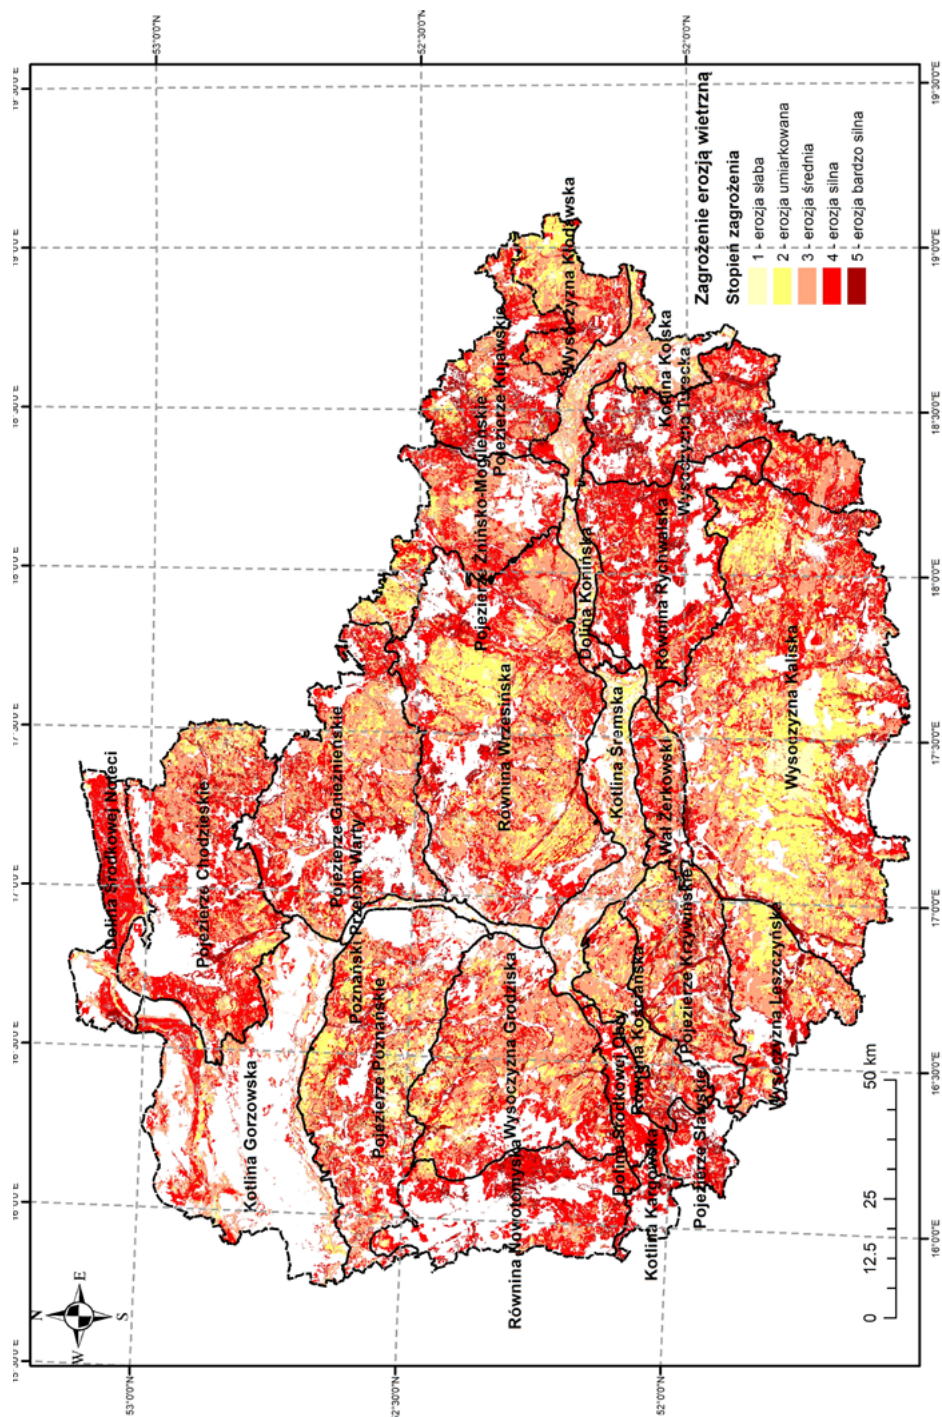 53°0'0"N
52°30'0"N
52°0'0"N
19°30'0"E
19°0'0"E
18°30'0"E
18°0'0"E
17°0'0"E
16°30'0"E
53°0'0"N
52°0'0"N
N
W
E
S
Dolina Środkowej Noteci
Pojezierze Chodzieskie
Kotlina Gorzowska
Pojezierze Gnieźnieńskie
Poznański Przełom Warty
Pojezierze Poznańskie
Pojezierze Żnińsko-Mogileńskie
Pojezierze Kujawskie
Wysoczyzna Kłodawska
Równina Wrzesińska
Wysoczyzna Grodziska
Równina Nowotomyska
Dolina Konińska
Kotlina Śremska
Kotlina Kolska
Wysoczyzna Turecka
Równina Rychwalska
Wał Żerkowski
Dolina Środkowej Obry
Równina Kościańska
Pojezierze Krzywińskie
Kotlina Kargowska
Pojezierze Sławskie
Wysoczyzna Leszczyńska
Wysoczyzna Kaliska
Zagrożenie erozją wietrzną
Stopień zagrożenia
1 - erozja słaba
2 - erozja umiarkowana
3 - erozja średnia
4 - erozja silna
5 - erozja bardzo silna
0 12.5 25 50 km